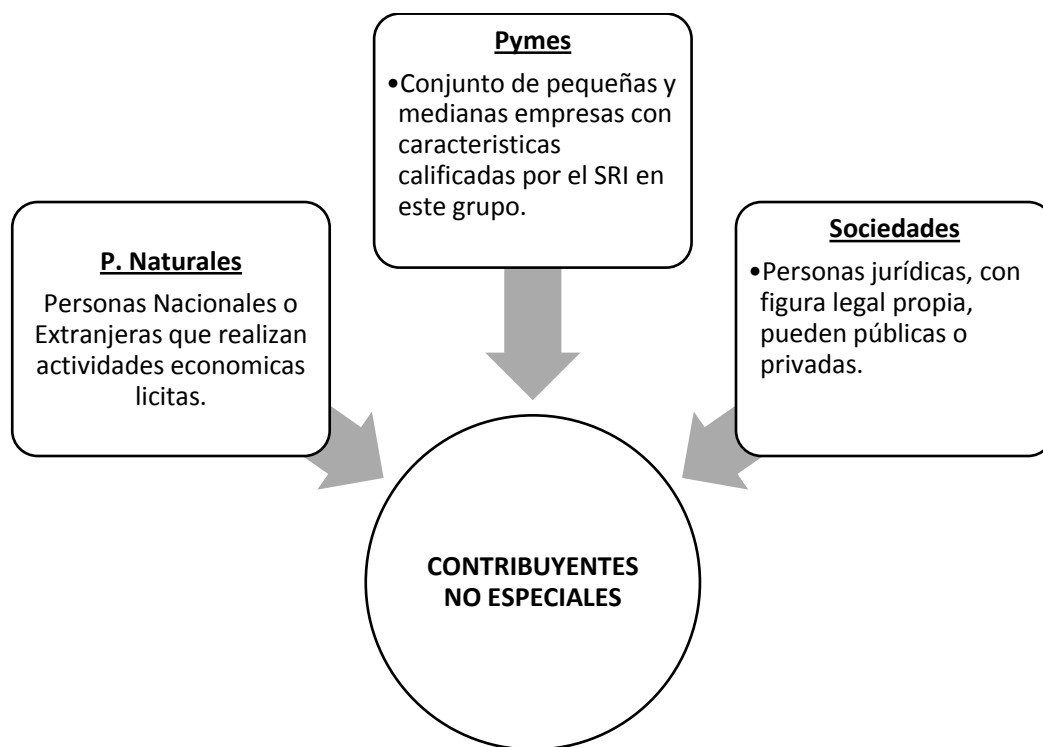 Pymes
•Conjunto de pequeñas y
medianas empresas con
caracteristicas
calificadas por el SRI en
este grupo.
P. Naturales
Personas Nacionales o
Extranjeras que realizan
actividades economicas
licitas.
Sociedades
•Personas jurídicas, con
figura legal propia,
pueden públicas o
privadas.
CONTRIBUYENTES
NO ESPECIALES